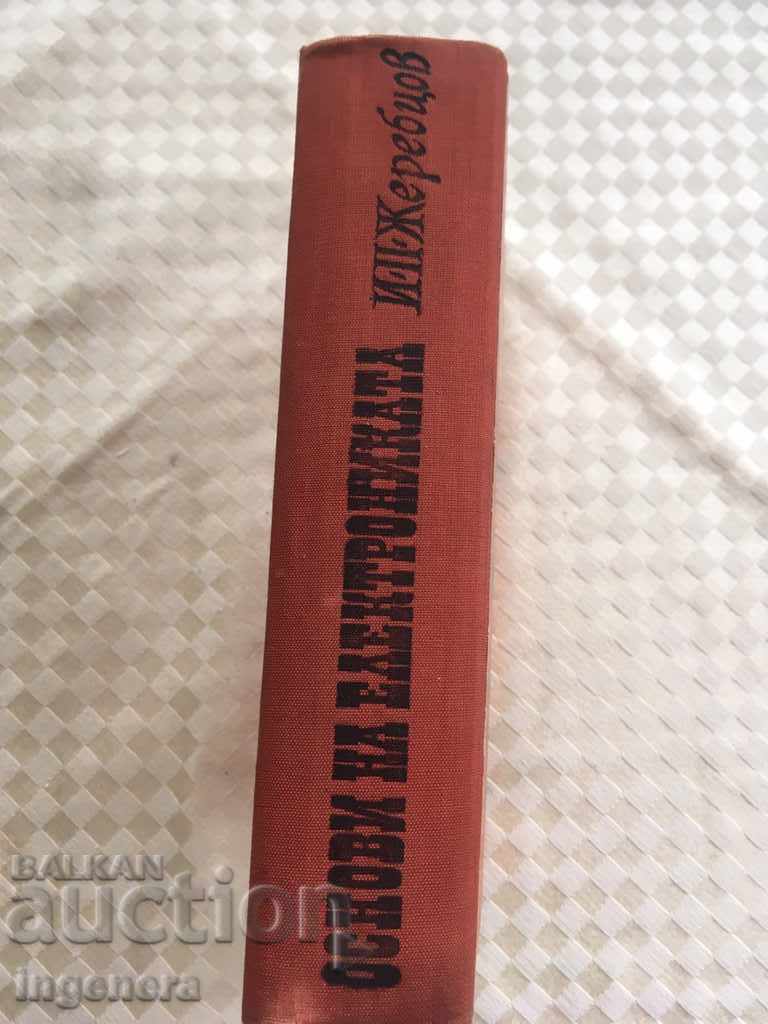 ОСНОВИ НА ЕЛЕКТРОНИКАТА И·П·Жеребцов
BALKAN
auction
ingenera